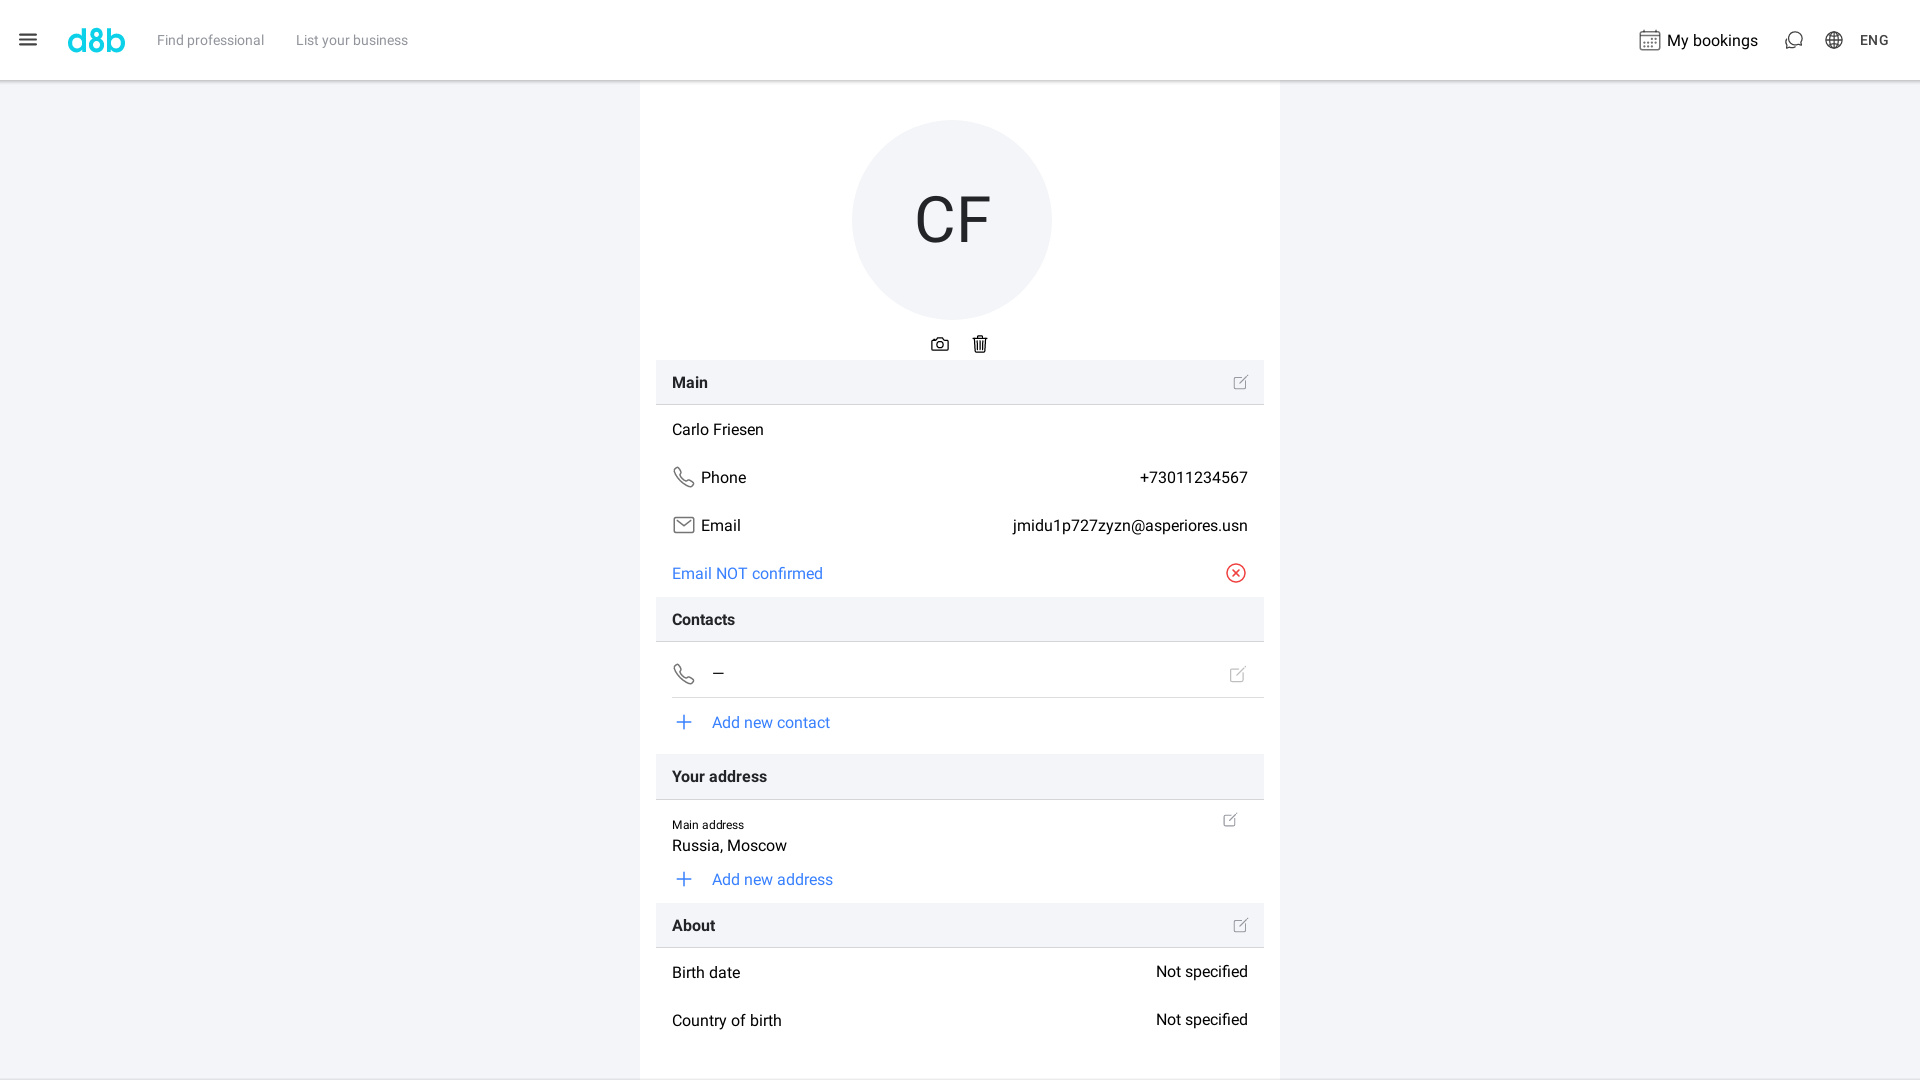 d8b
Find professional
List your business
My bookings
ENG
CF
Main
Carlo Friesen
Phone
+73011234567
Email
jmidu1p727zyzn@asperiores.usn
Email NOT confirmed
Contacts
—
Add new contact
Your address
Main address
Russia, Moscow
Add new address
About
Birth date
Not specified
Country of birth
Not specified